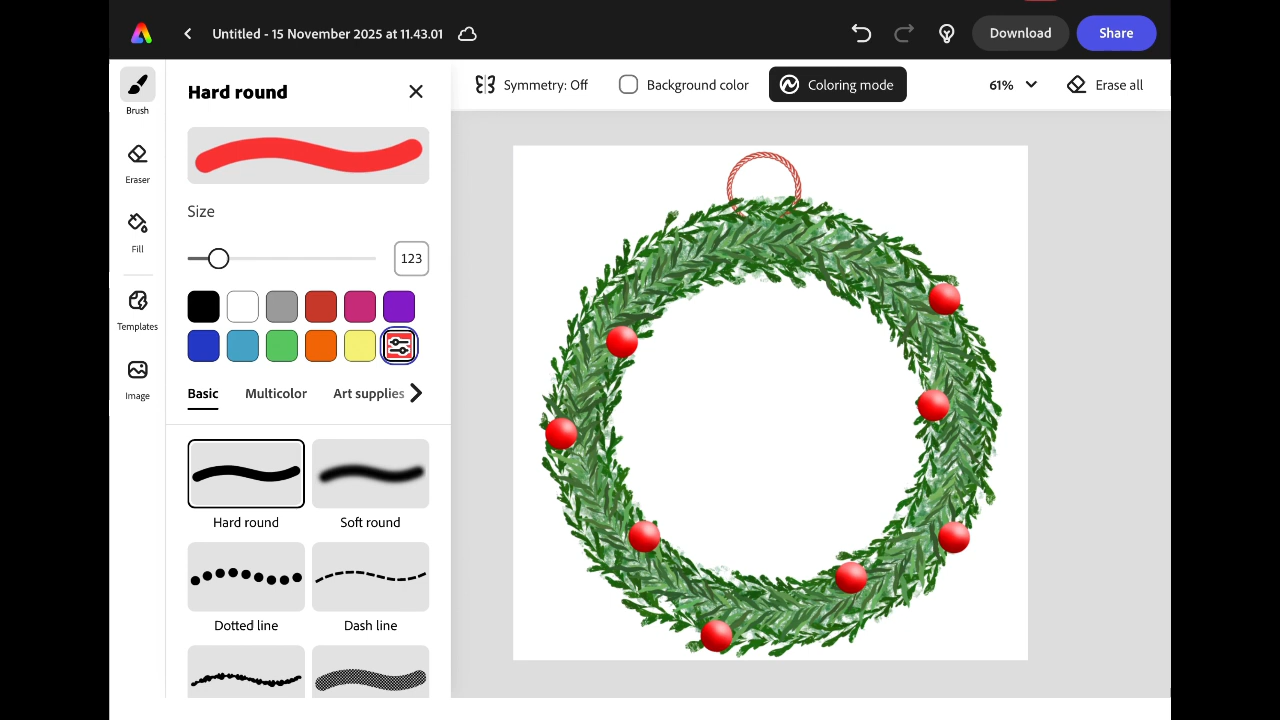 Untitled - 15 November 2025 at 11.43.01
Download
Share
Symmetry: Off
Background color
Coloring mode
61%
Erase all
Brush
Eraser
Fill
Templates
Image
Hard round
Size
123
Basic
Multicolor
Art supplies
Hard round
Soft round
Dotted line
Dash line